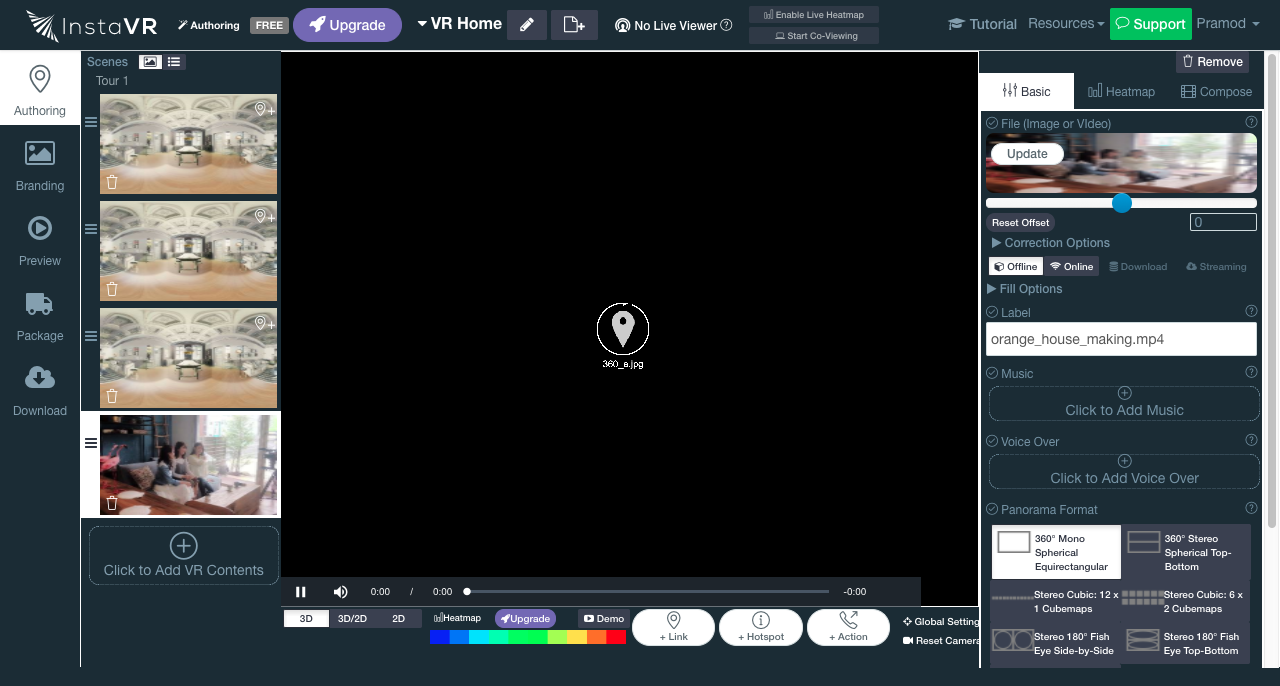 InstaVR
Authoring
FREE
Upgrade
VR Home
No Live Viewer
Enable Live Heatmap
Start Co-Viewing
Tutorial
Resources
Support
Pramod
Authoring
Branding
Preview
Package
Download
Scenes
Tour 1
Click to Add VR Contents
360_e.jpg
0:00
/
0:00
-0:00
3D
3D/2D
2D
Heatmap
Upgrade
Demo
+ Link
+ Hotspot
+ Action
Global Setting
Reset Camera
Remove
Basic
Heatmap
Compose
File (Image or VIdeo)
Update
Reset Offset
0
Correction Options
Offline
Online
Download
Streaming
Fill Options
Label
orange_house_making.mp4
Music
Click to Add Music
Voice Over
Click to Add Voice Over
Panorama Format
360° Mono
Spherical
Equirectangular
360° Stereo
Spherical Top-
Bottom
Stereo Cubic: 12 x
1 Cubemaps
Stereo Cubic: 6 x
2 Cubemaps
Stereo 180° Fish
Eye Side-by-Side
Stereo 180° Fish
Eye Top-Bottom